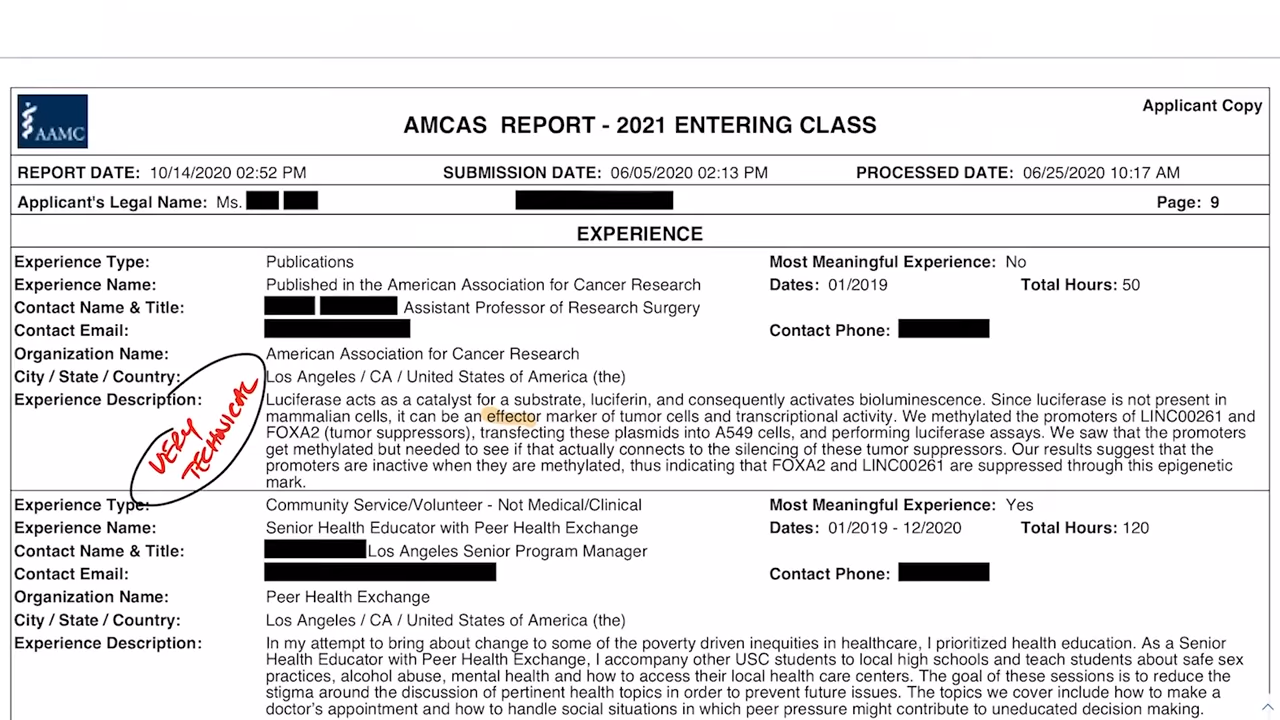 AAMC
Applicant Copy
AMCAS REPORT - 2021 ENTERING CLASS
REPORT DATE: 10/14/2020 02:52 PM SUBMISSION DATE: 06/05/2020 02:13 PM PROCESSED DATE: 06/25/2020 10:17 AM
Applicant's Legal Name: Ms. Page: 9
EXPERIENCE
Experience Type: Publications Most Meaningful Experience: No
Experience Name: Published in the American Association for Cancer Research Dates: 01/2019 Total Hours: 50
Contact Name & Title: Assistant Professor of Research Surgery
Contact Email: Contact Phone:
Organization Name: American Association for Cancer Research
City / State / Country: Los Angeles / CA / United States of America (the)
Experience Description: Luciferase acts as a catalyst for a substrate, luciferin, and consequently activates bioluminescence. Since luciferase is not present in
mammalian cells, it can be an effector marker of tumor cells and transcriptional activity. We methylated the promoters of LINC00261 and
FOXA2 (tumor suppressors), transfecting these plasmids into A549 cells, and performing luciferase assays. We saw that the promoters
get methylated but needed to see if that actually connects to the silencing of these tumor suppressors. Our results suggest that the
promoters are inactive when they are methylated, thus indicating that FOXA2 and LINC00261 are suppressed through this epigenetic
mark.
VERY
TECHNICAL
Experience Type: Community Service/Volunteer - Not Medical/Clinical Most Meaningful Experience: Yes
Experience Name: Senior Health Educator with Peer Health Exchange Dates: 01/2019 - 12/2020 Total Hours: 120
Contact Name & Title: Los Angeles Senior Program Manager
Contact Email: Contact Phone:
Organization Name: Peer Health Exchange
City / State / Country: Los Angeles / CA / United States of America (the)
Experience Description: In my attempt to bring about change to some of the poverty driven inequities in healthcare, I prioritized health education. As a Senior
Health Educator with Peer Health Exchange, I accompany other USC students to local high schools and teach students about safe sex
practices, alcohol abuse, mental health and how to access their local health care centers. The goal of these sessions is to reduce the
stigma around the discussion of pertinent health topics in order to prevent future issues. The topics we cover include how to make a
doctor's appointment and how to handle social situations in which peer pressure might contribute to uneducated decision making.